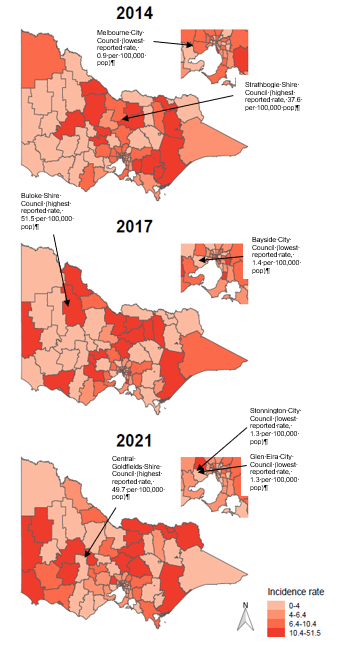 2014
Melbourne·City·
Council·(lowest·
reported·rate,·
0.9·per·100,000·
pop)¶
Strathbogie·Shire·
Council·(highest·
reported·rate,·37.6·
per·100,000·pop)¶
Buloke·Shire·
Council·(highest·
reported·rate,·
51.5·per·100,000·
pop)¶
2017
Bayside·City·
Council·(lowest·
reported·rate,·
1.4·per·100,000·
pop)¶
2021
Stonnington·City·
Council·(lowest·
reported·rate,·
1.3·per·100,000·
pop)¶
Central·
Goldfields·Shire·
Council·(highest·
reported·rate,·
49.7·per·100,000·
pop)¶
Glen·Eira·City·
Council·(lowest·
reported·rate,·
1.3·per·100,000·
pop)¶
N
Incidence rate
0-4
4-6.4
6.4-10.4
10.4-51.5